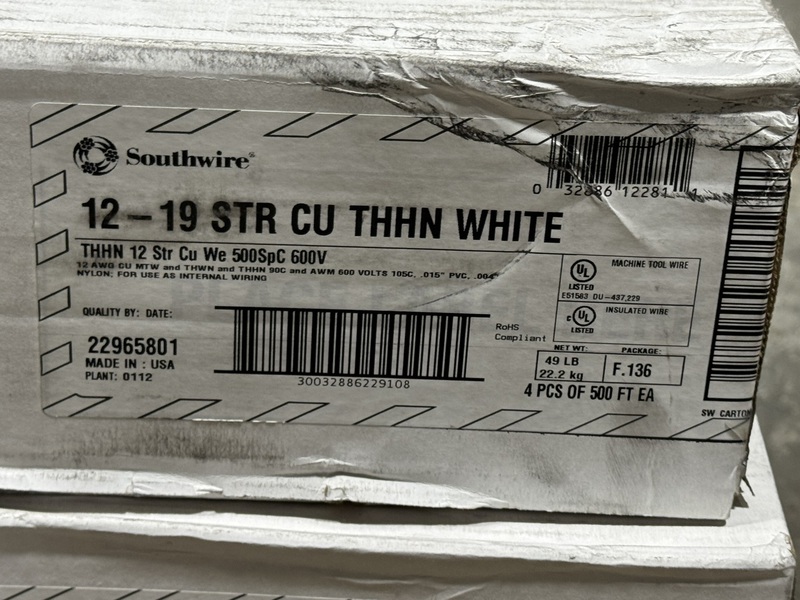 Southwire®
0 32886 12281 1
12-19 STR CU THHN WHITE
THHN 12 Str Cu We 500SpC 600V
12 AWG CU MTW and THWN and THHN 90C and AWM 600 VOLTS 105C, .015" PVC, .004"
NYLON; FOR USE AS INTERNAL WIRING
UL
LISTED
MACHINE TOOL WIRE
E51583 DU-437,229
c UL
LISTED
INSULATED WIRE
QUALITY BY: DATE:
22965801
MADE IN : USA
PLANT: 0112
30032886229108
RoHS
Compliant
NET WT:
49 LB
22.2 kg
PACKAGE:
F.136
4 PCS OF 500 FT EA
SW CARTON